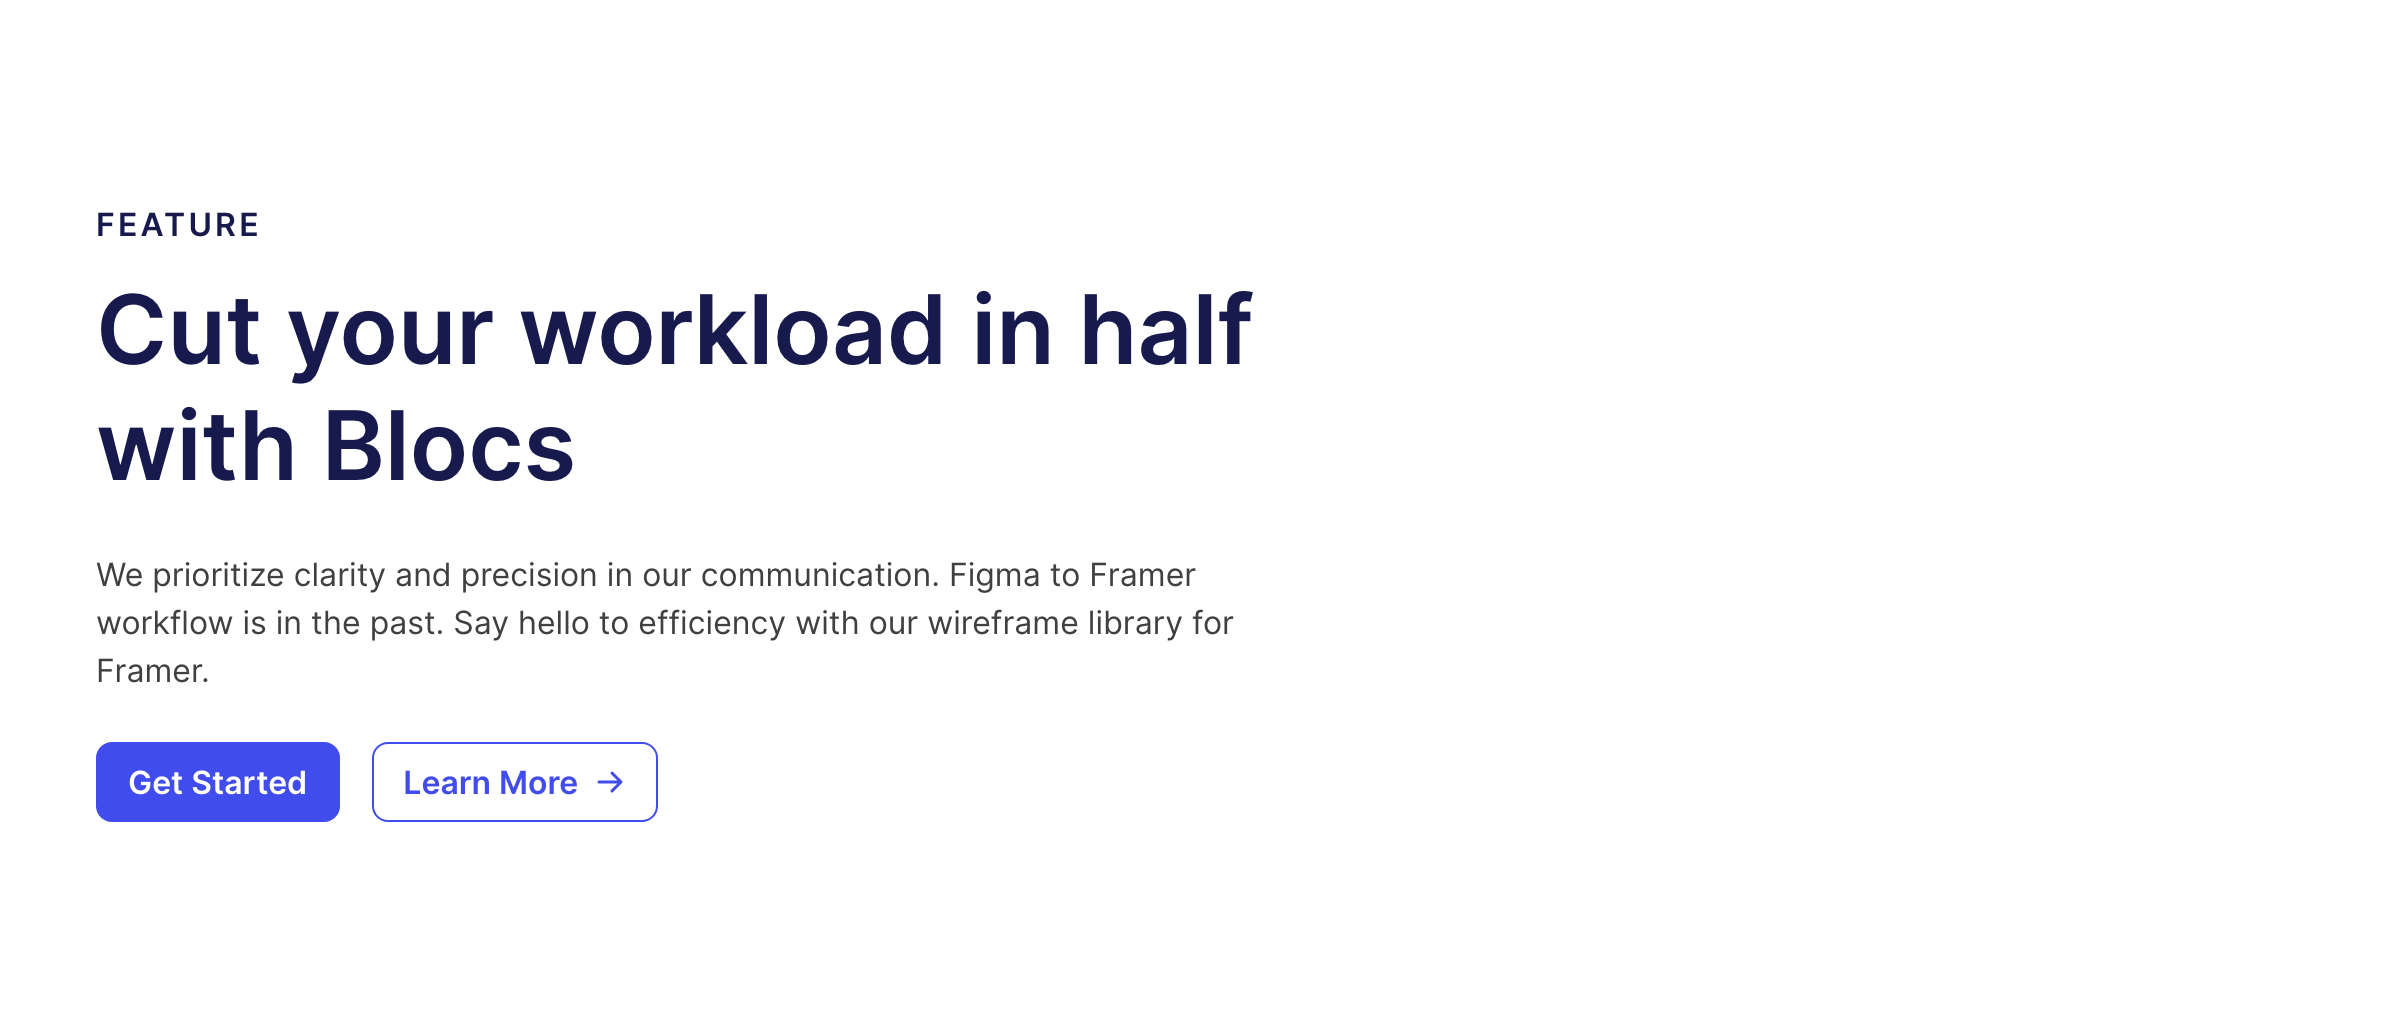 FEATURE
Cut your workload in half
with Blocs
We prioritize clarity and precision in our communication. Figma to Framer
workflow is in the past. Say hello to efficiency with our wireframe library for
Framer.
Get Started
Learn More →